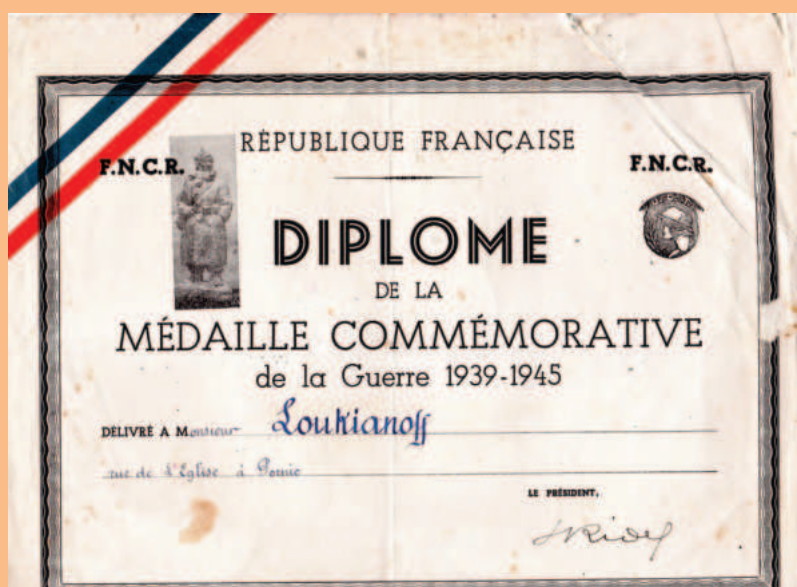 RÉPUBLIQUE FRANÇAISE
F.N.C.R. F.N.C.R.
DIPLOME
DE LA
MÉDAILLE COMMÉMORATIVE
de la Guerre 1939-1945
DÉLIVRÉ A Monsieur Loukianoff
rue de l'Eglise à
LE PRÉSIDENT,